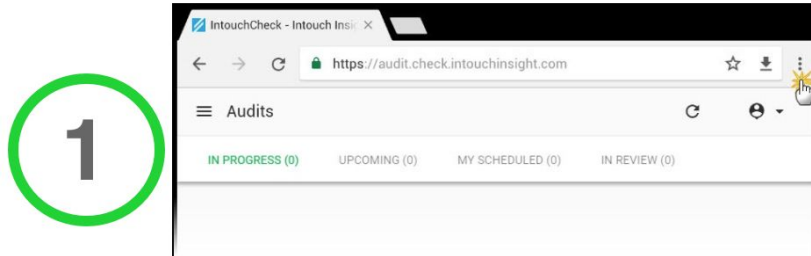 1
IntouchCheck - Intouch Insi
https://audit.check.intouchinsight.com
Audits
IN PROGRESS (0) UPCOMING (0) MY SCHEDULED (0) IN REVIEW (0)